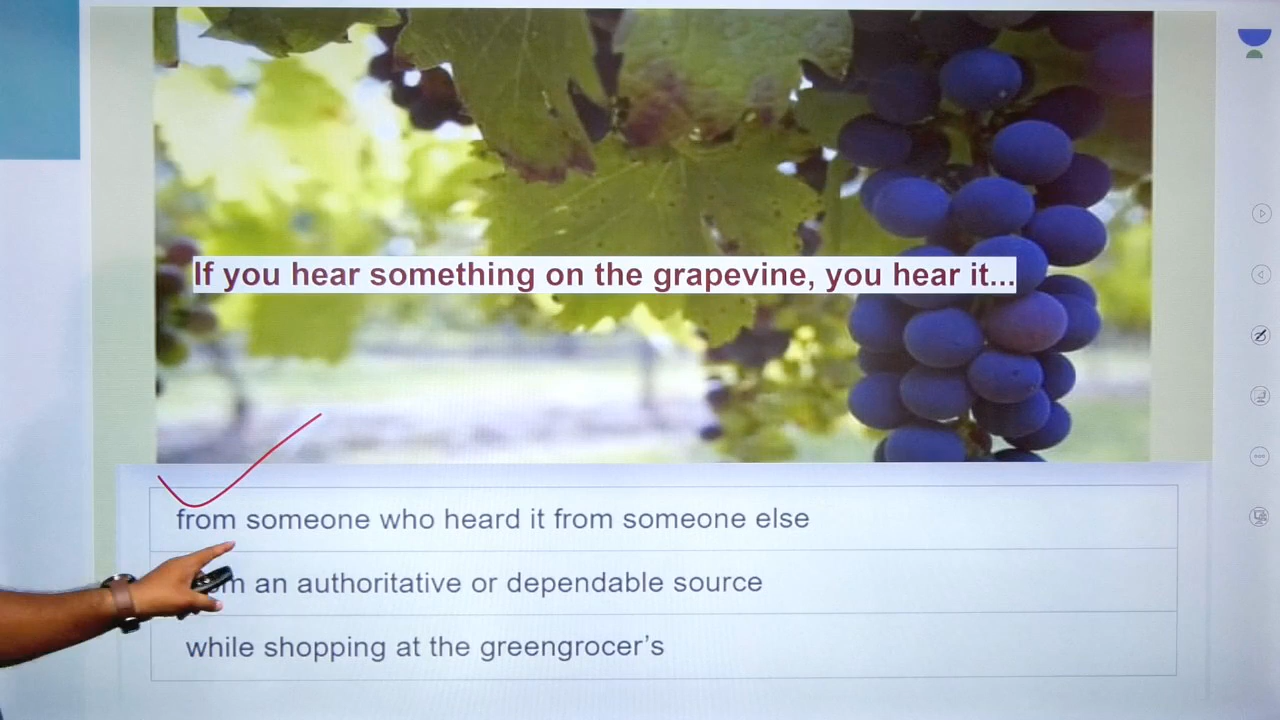 If you hear something on the grapevine, you hear it...
from someone who heard it from someone else
an authoritative or dependable source
while shopping at the greengrocer's